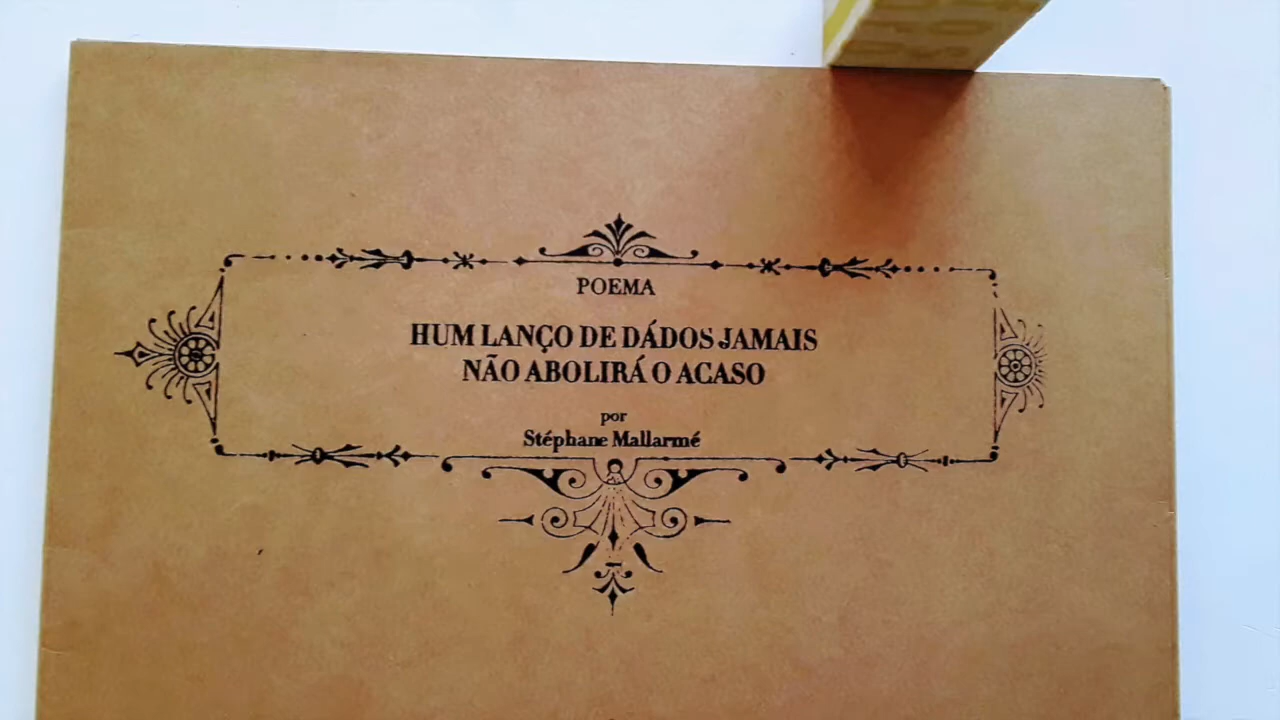 POEMA
HUM LANÇO DE DÁDOS JAMAIS
NÃO ABOLIRÁ O ACASO
por
Stéphane Mallarmé